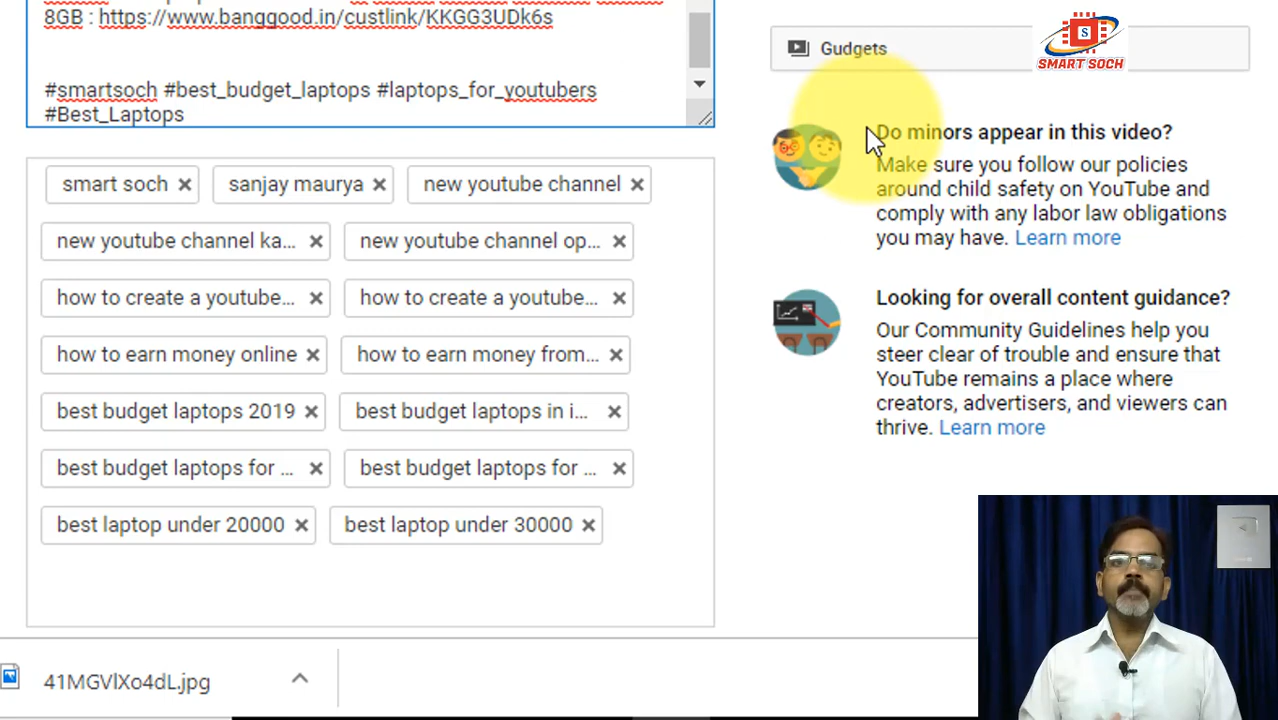 8GB : https://www.banggood.in/custlink/KKGG3UDk6s
#smartsoch #best_budget_laptops #laptops_for_youtubers
#Best_Laptops
smart soch
sanjay maurya
new youtube channel
new youtube channel ka...
new youtube channel op...
how to create a youtube...
how to create a youtube...
how to earn money online
how to earn money from...
best budget laptops 2019
best budget laptops in i...
best budget laptops for ...
best budget laptops for ...
best laptop under 20000
best laptop under 30000
41MGVlXo4dL.jpg
Gudgets
S
SMART SOCH
Do minors appear in this video?
Make sure you follow our policies
around child safety on YouTube and
comply with any labor law obligations
you may have. Learn more
Looking for overall content guidance?
Our Community Guidelines help you
steer clear of trouble and ensure that
YouTube remains a place where
creators, advertisers, and viewers can
thrive. Learn more